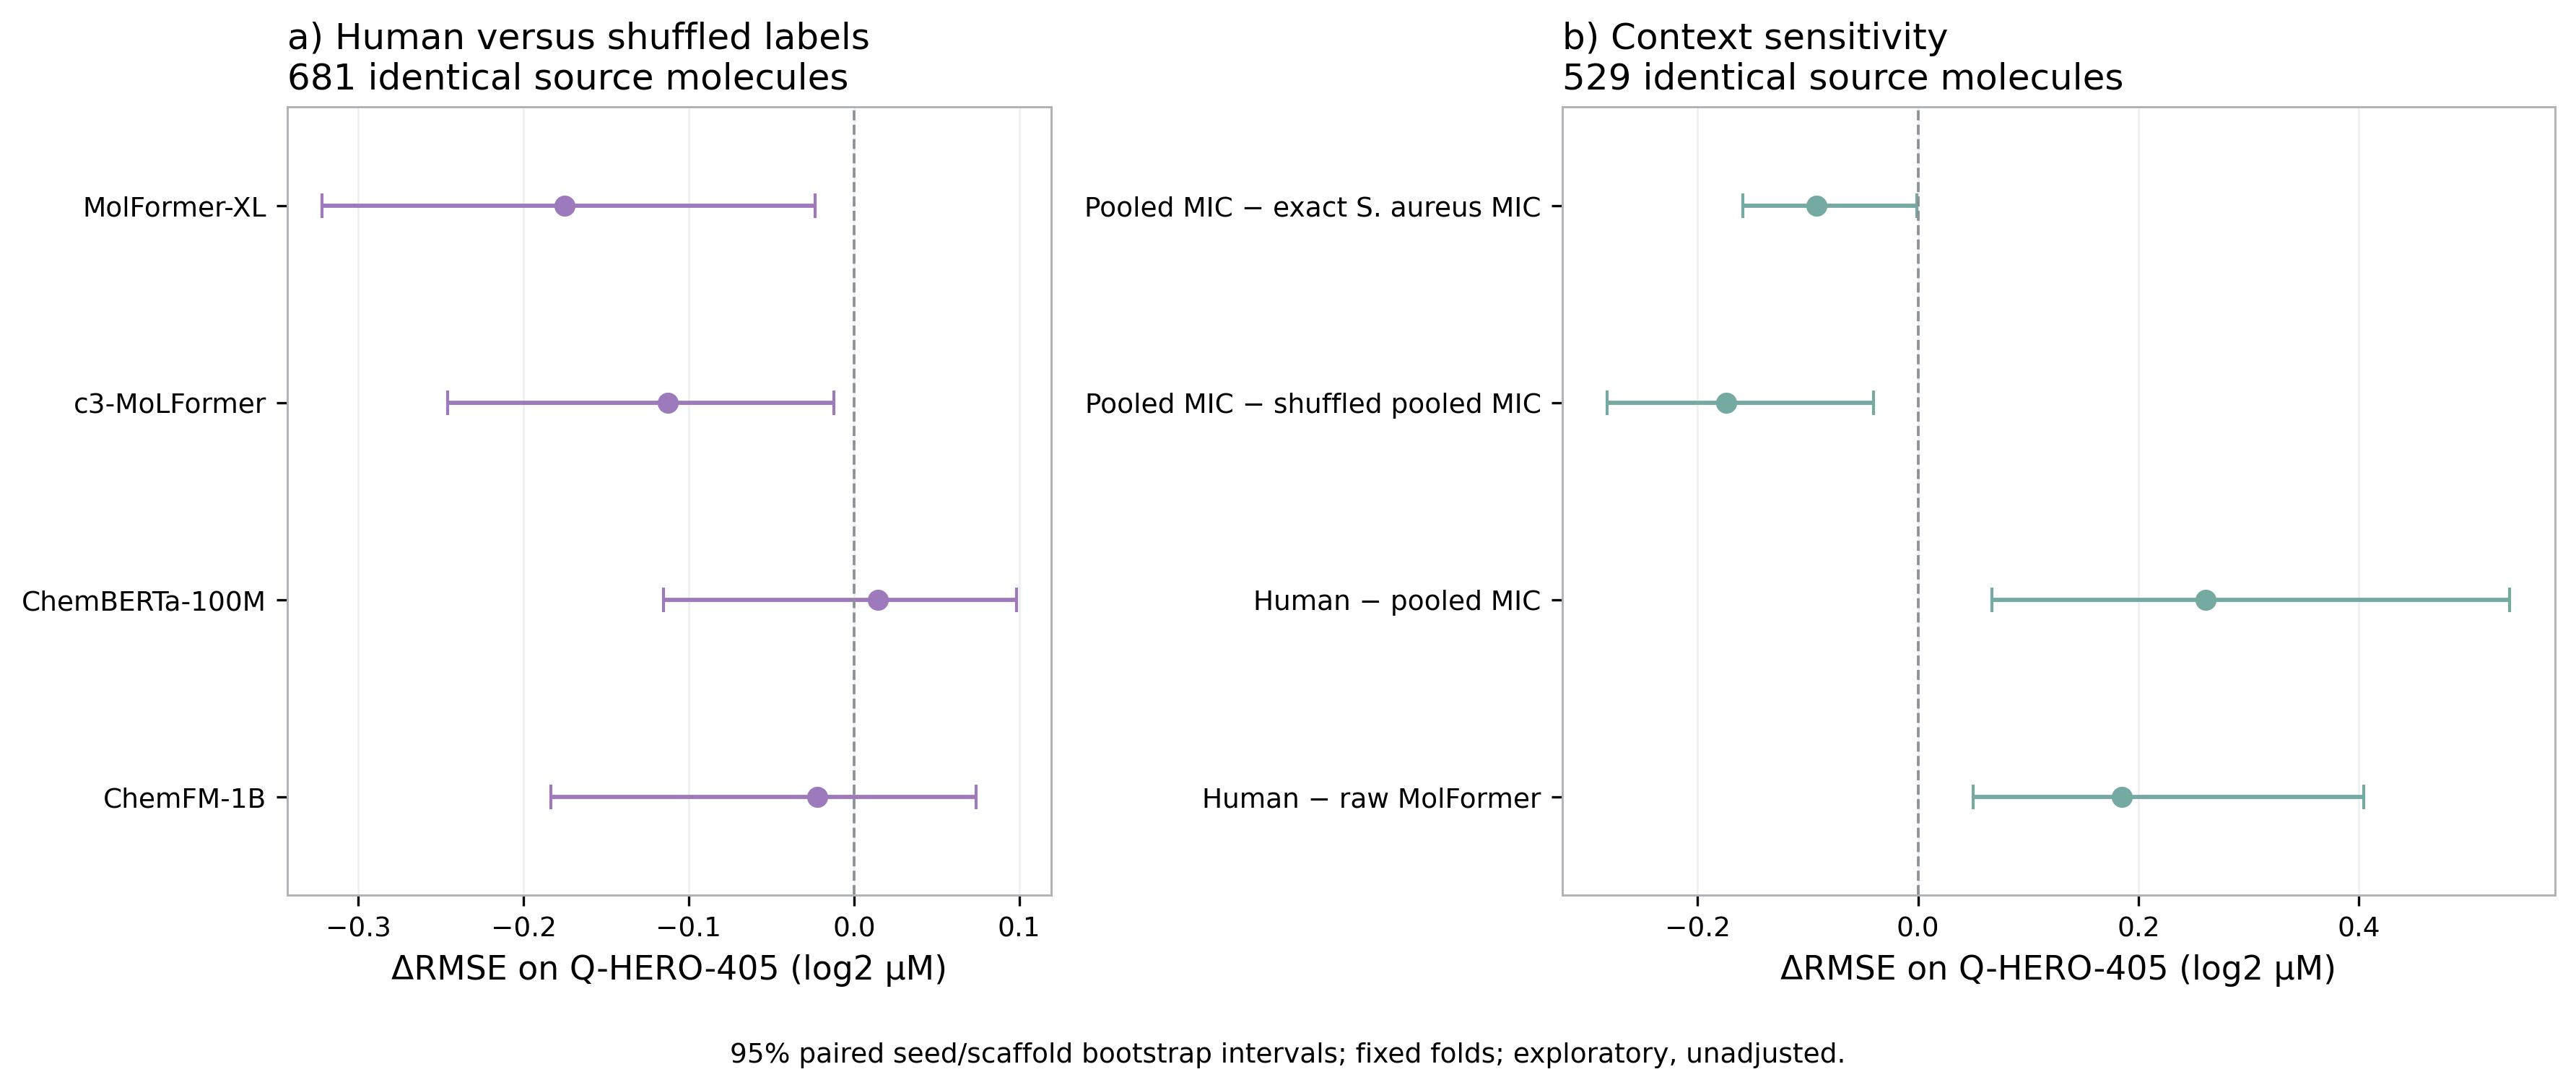 a) Human versus shuffled labels
681 identical source molecules
MolFormer-XL
c3-MoLFormer
ChemBERTa-100M
ChemFM-1B
−0.3
−0.2
−0.1
0.0
0.1
ΔRMSE on Q-HERO-405 (log2 μM)
b) Context sensitivity
529 identical source molecules
Pooled MIC − exact S. aureus MIC
Pooled MIC − shuffled pooled MIC
Human − pooled MIC
Human − raw MolFormer
−0.2
0.0
0.2
0.4
ΔRMSE on Q-HERO-405 (log2 μM)
95% paired seed/scaffold bootstrap intervals; fixed folds; exploratory, unadjusted.